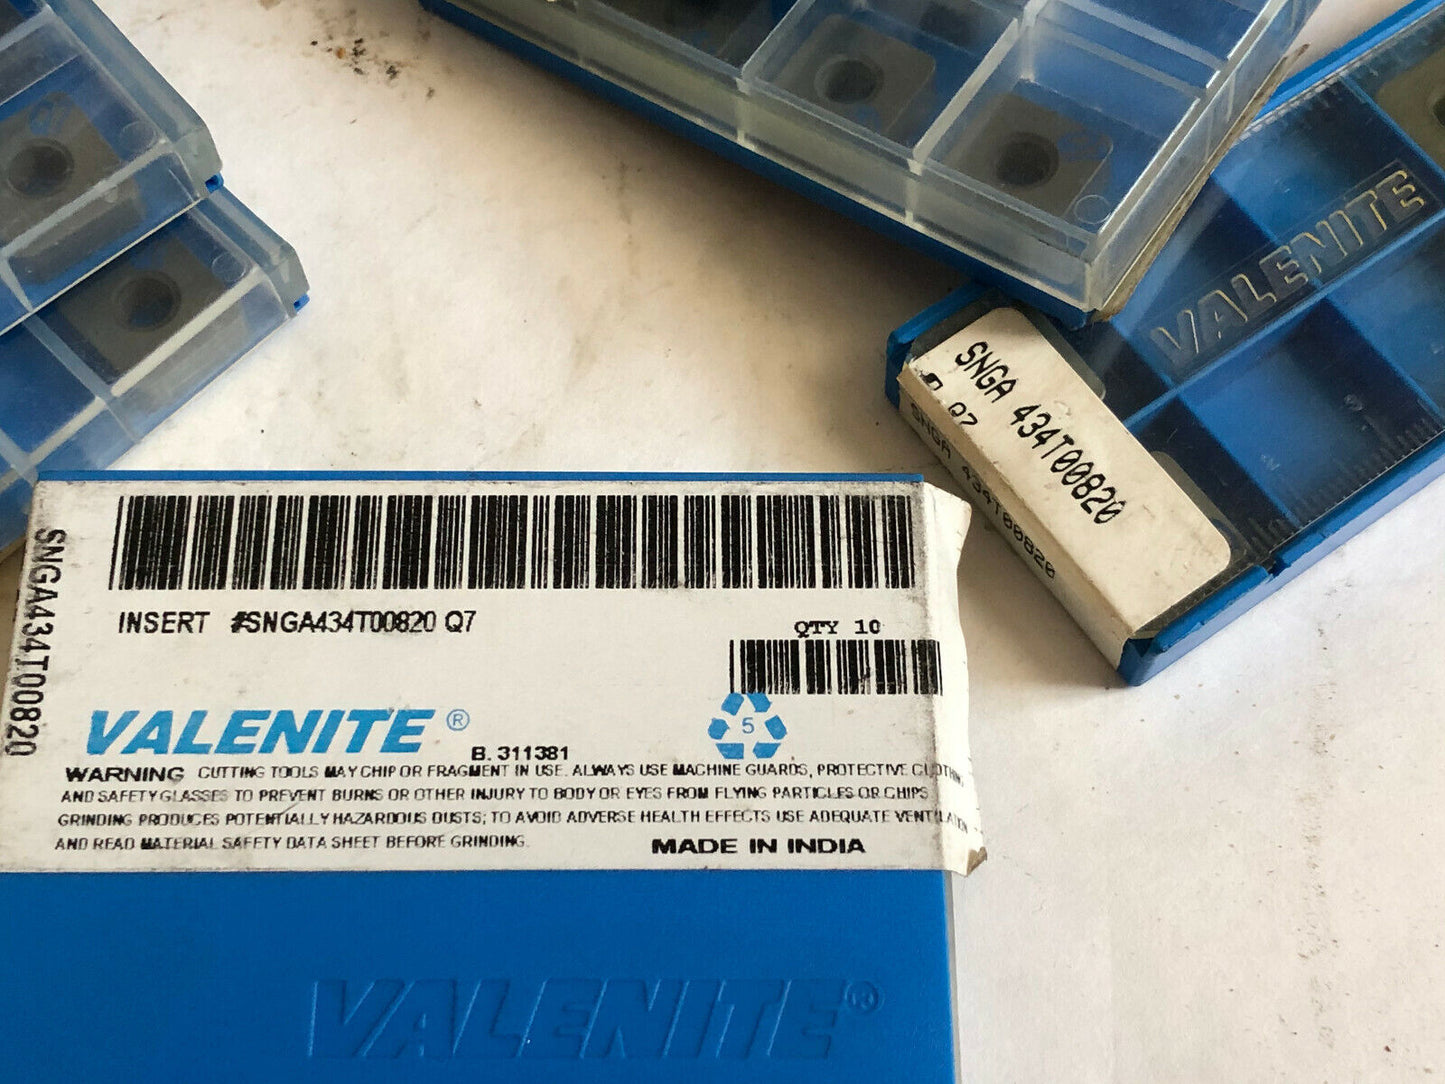 VALENITE
SNGA 434T00820
Q7
SNGA 434T00820
SNGA434T00820
INSERT #SNGA434T00820 Q7
QTY 10
VALENITE®
5
B. 311381
WARNING CUTTING TOOLS MAY CHIP OR FRAGMENT IN USE. ALWAYS USE MACHINE GUARDS, PROTECTIVE CLOTHING
AND SAFETY GLASSES TO PREVENT BURNS OR OTHER INJURY TO BODY OR EYES FROM FLYING PARTICLES OR CHIPS
GRINDING PRODUCES POTENTIALLY HAZARDOUS DUSTS; TO AVOID ADVERSE HEALTH EFFECTS USE ADEQUATE VENTILATION
AND READ MATERIAL SAFETY DATA SHEET BEFORE GRINDING.
MADE IN INDIA
VALENITE®